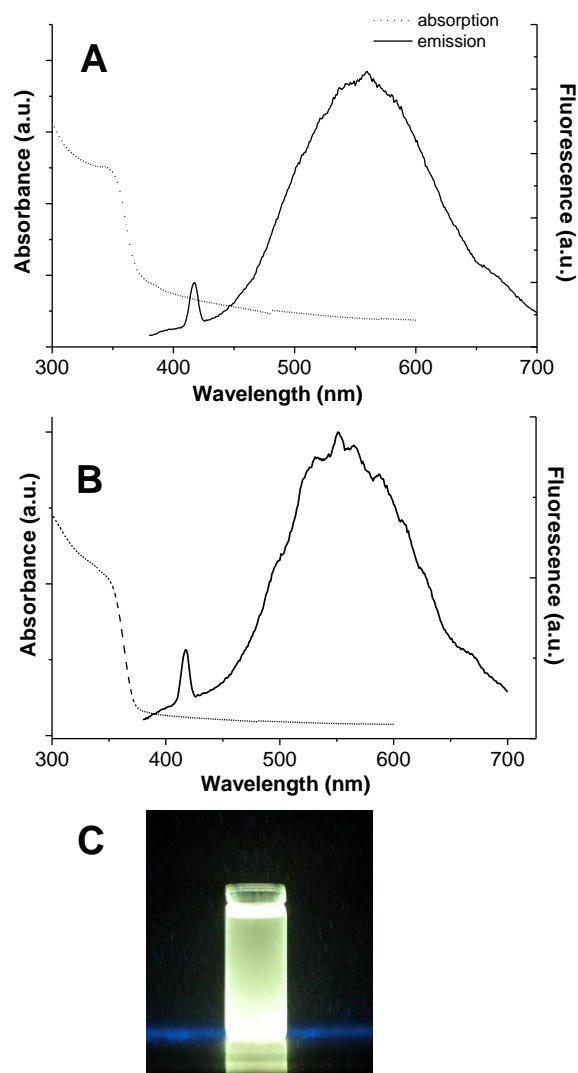 absorption
emission
A
Absorbance (a.u.)
Fluorescence (a.u.)
300 400 500 600 700
Wavelength (nm)
B
Absorbance (a.u.)
Fluorescence (a.u.)
300 400 500 600 700
Wavelength (nm)
C